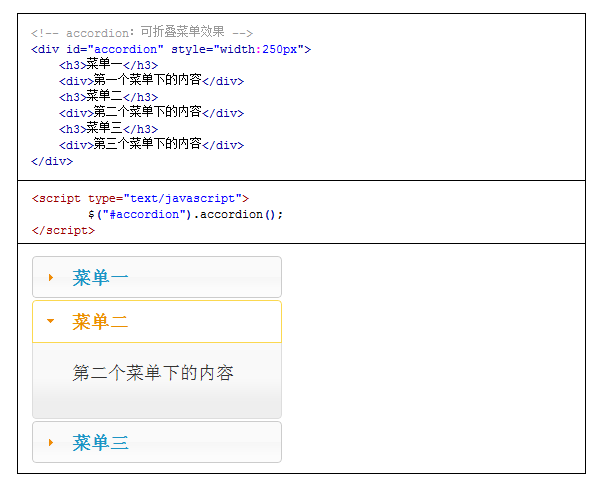 <!-- accordion：可折叠菜单效果 -->
<div id="accordion" style="width:250px">
    <h3>菜单一</h3>
    <div>第一个菜单下的内容</div>
    <h3>菜单二</h3>
    <div>第二个菜单下的内容</div>
    <h3>菜单三</h3>
    <div>第三个菜单下的内容</div>
</div>
<script type="text/javascript">
        $("#accordion").accordion();
</script>
菜单一
菜单二
第二个菜单下的内容
菜单三